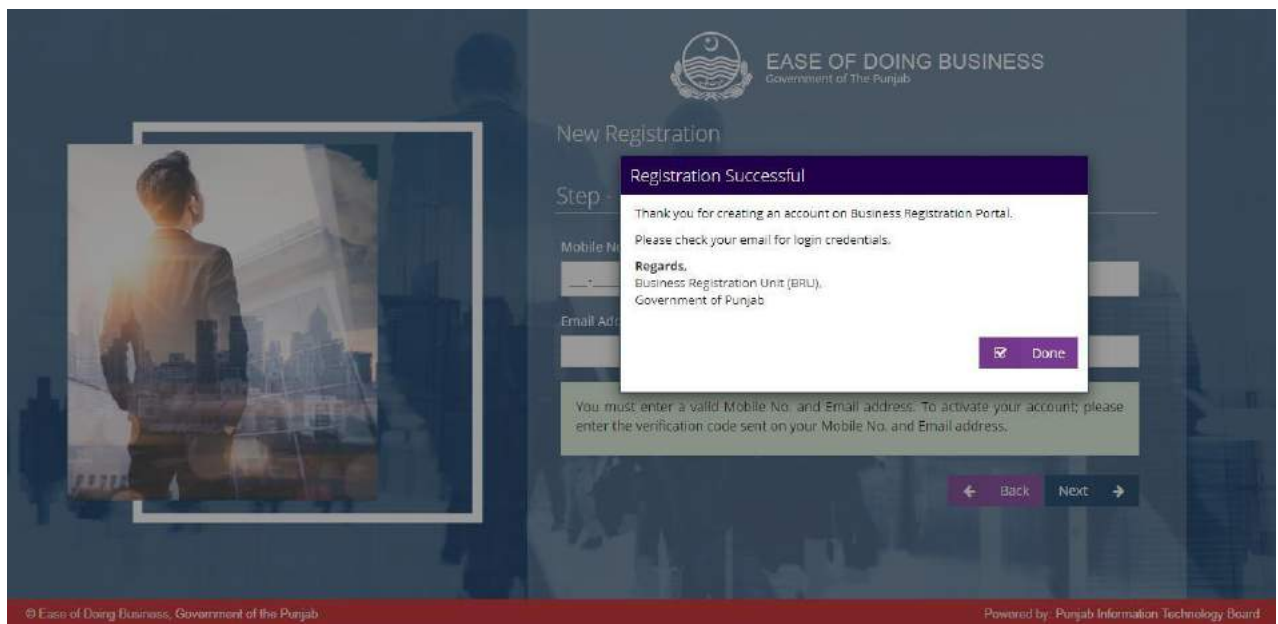 EASE OF DOING BUSINESS
Government of The Punjab
New Registration
Registration Successful
Step -
Thank you for creating an account on Business Registration Portal.
Please check your email for login credentials.
Mobile No
Regards,
Business Registration Unit (BRU),
Government of Punjab
Email Add
Done
You must enter a valid Mobile No. and Email address. To activate your account; please
enter the verification code sent on your Mobile No. and Email address.
Back Next
© Ease of Doing Business, Government of the Punjab
Powered by: Punjab Information Technology Board